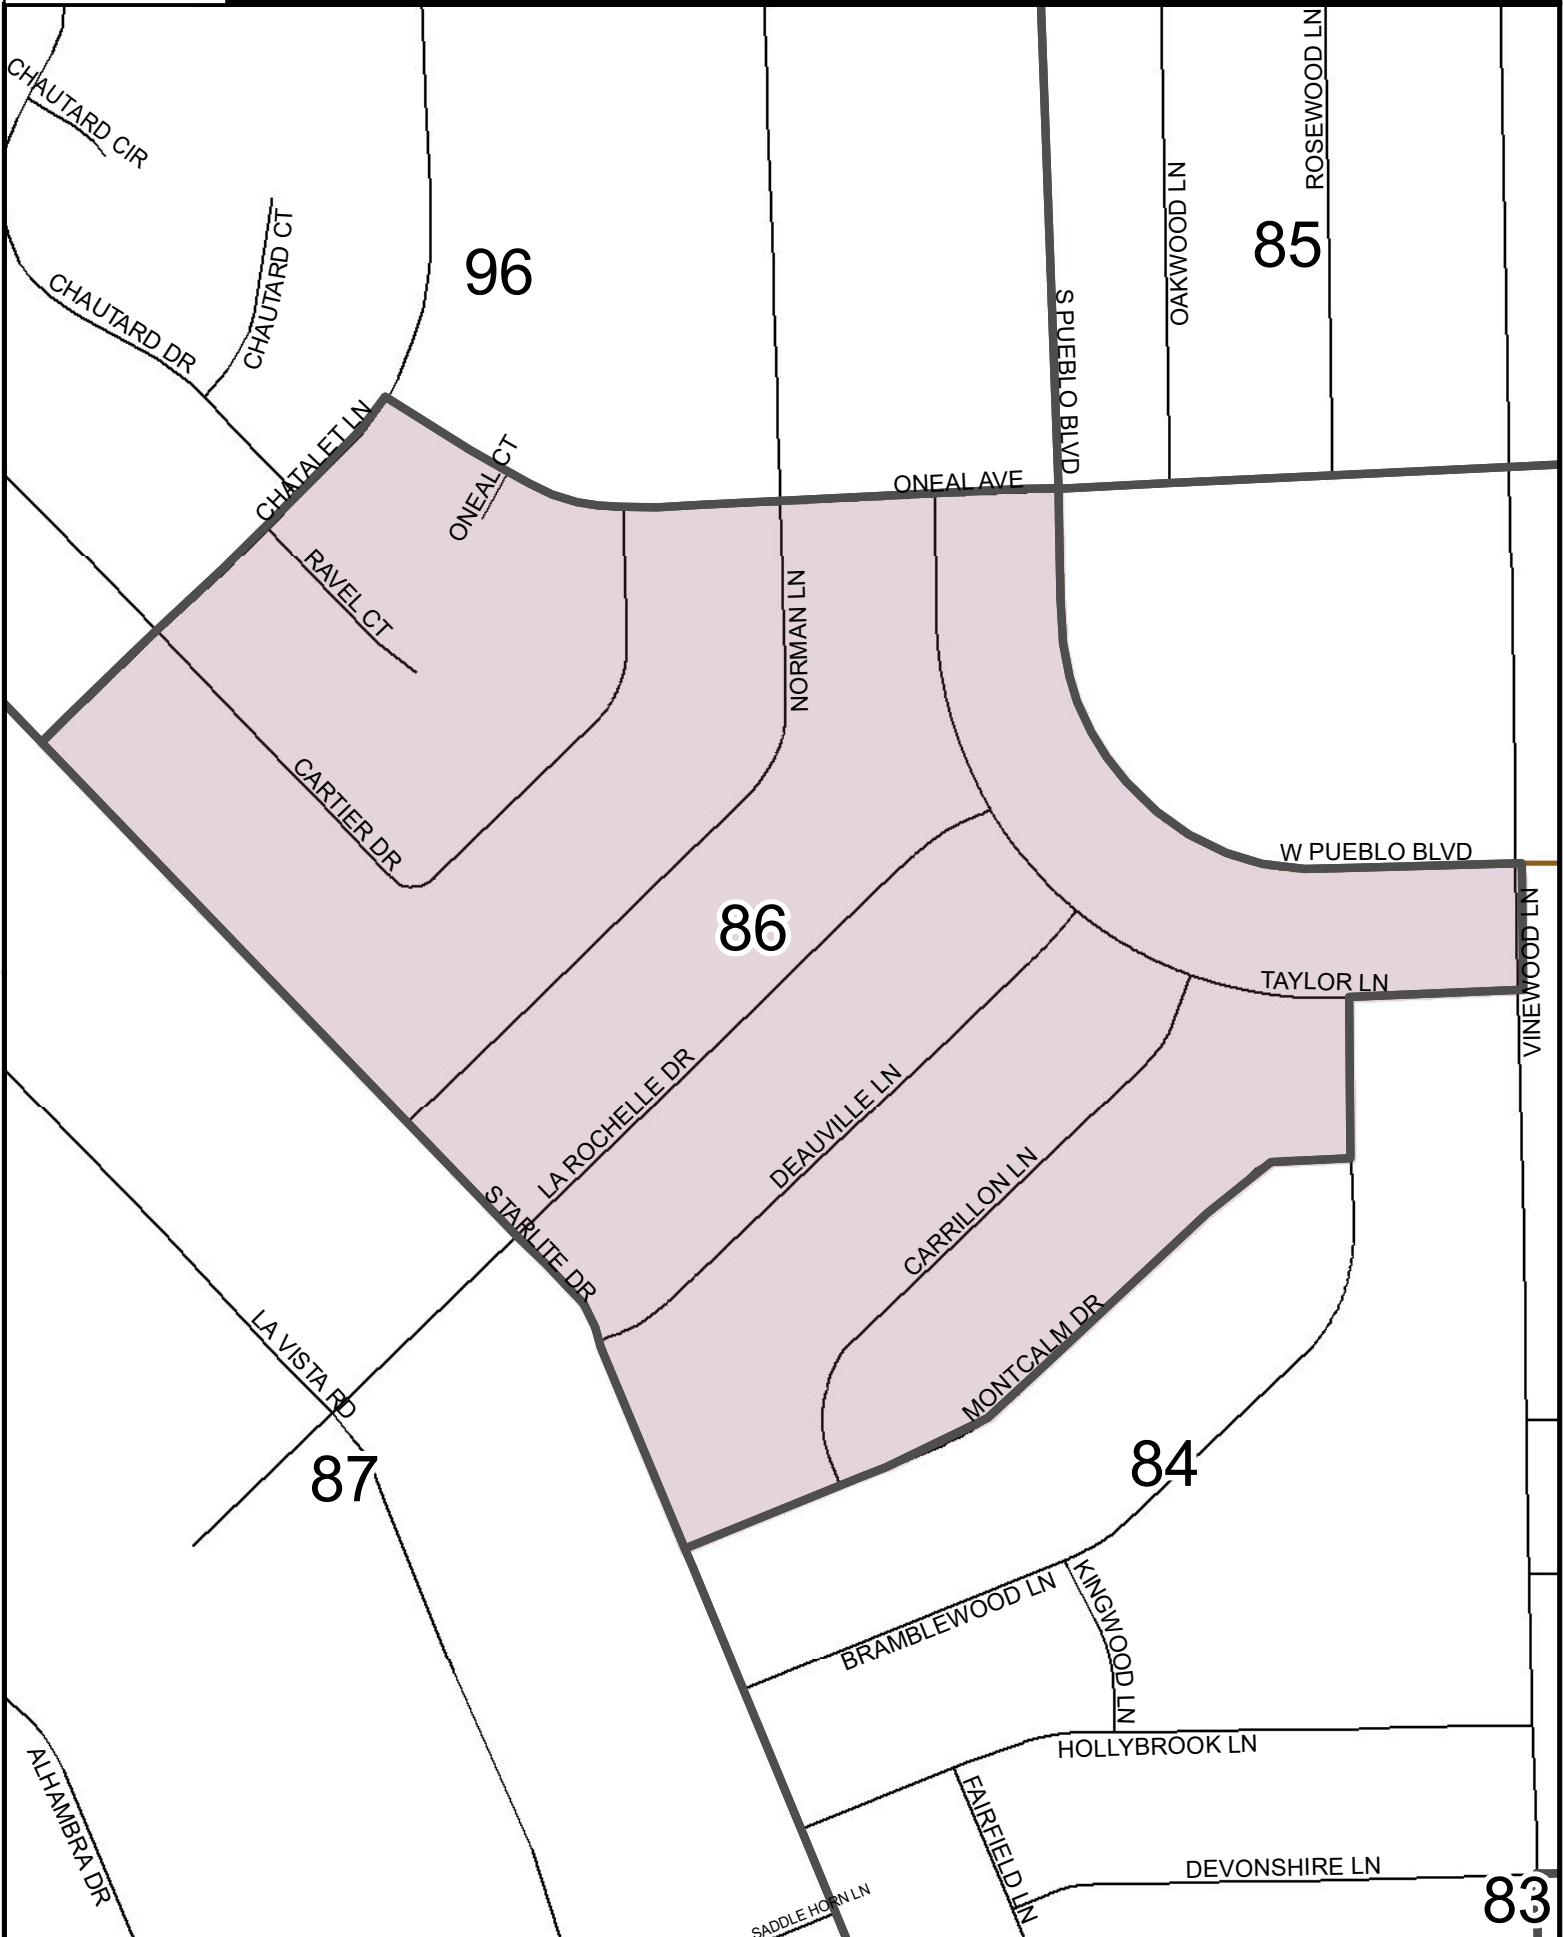 CHAUTARD CIR
ROSEWOOD LN
OAKWOOD LN
85
96
CHAUTARD CT
CHAUTARD DR
S PUEBLO BLVD
CHATALET LN
ONEAL CT
ONEAL AVE
RAVEL CT
NORMAN LN
CARTIER DR
W PUEBLO BLVD
86
VINEWOOD LN
TAYLOR LN
LA ROCHELLE DR
DEAUVILLE LN
CARRILLON LN
STARLITE DR
MONTCALM DR
LA VISTA RD
87
84
BRAMBLEWOOD LN
KINGWOOD LN
HOLLYBROOK LN
ALHAMBRA DR
FAIRFIELD LN
DEVONSHIRE LN
SADDLE HORN LN
83